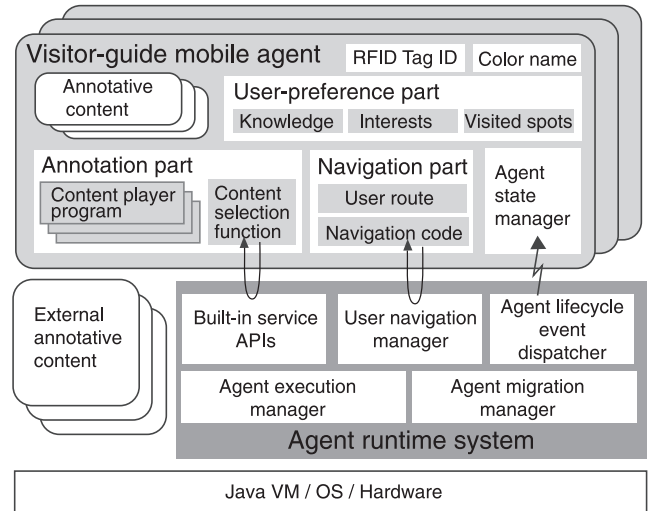 Visitor-guide mobile agent
RFID Tag ID
Color name
Annotative
content
User-preference part
Knowledge
Interests
Visited spots
Annotation part
Content player
program
Content
selection
function
Navigation part
User route
Navigation code
Agent
state
manager
External
annotative
content
Built-in service
APIs
User navigation
manager
Agent lifecycle
event
dispatcher
Agent execution
manager
Agent migration
manager
Agent runtime system
Java VM / OS / Hardware